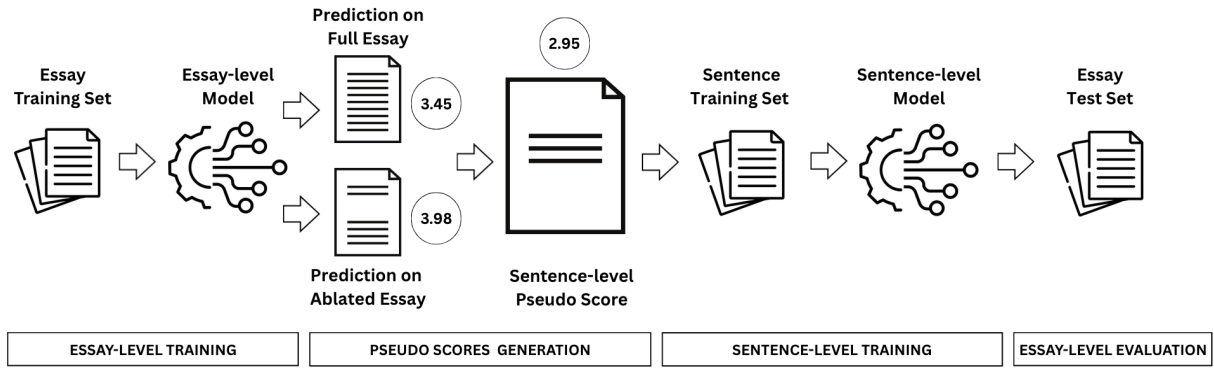 Essay
Training Set
Essay-level
Model
Prediction on
Full Essay
3.45
3.98
Prediction on
Ablated Essay
2.95
Sentence-level
Pseudo Score
Sentence
Training Set
Sentence-level
Model
Essay
Test Set
ESSAY-LEVEL TRAINING
PSEUDO SCORES GENERATION
SENTENCE-LEVEL TRAINING
ESSAY-LEVEL EVALUATION